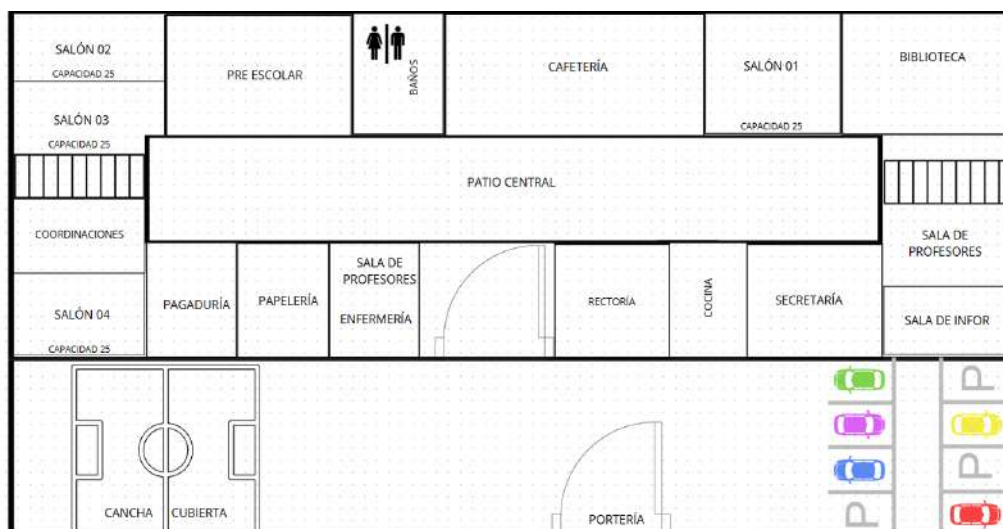 SALÓN 02
CAPACIDAD 25
SALÓN 03
CAPACIDAD 25
PRE ESCOLAR
BAÑOS
CAFETERÍA
SALÓN 01
CAPACIDAD 25
BIBLIOTECA
PATIO CENTRAL
COORDINACIONES
SALÓN 04
CAPACIDAD 25
PAGADURÍA
PAPELERÍA
SALA DE
PROFESORES
ENFERMERÍA
RECTORÍA
COCINA
SECRETARÍA
SALA DE
PROFESORES
SALA DE INFOR
CANCHA CUBIERTA
PORTERÍA
P
P
P